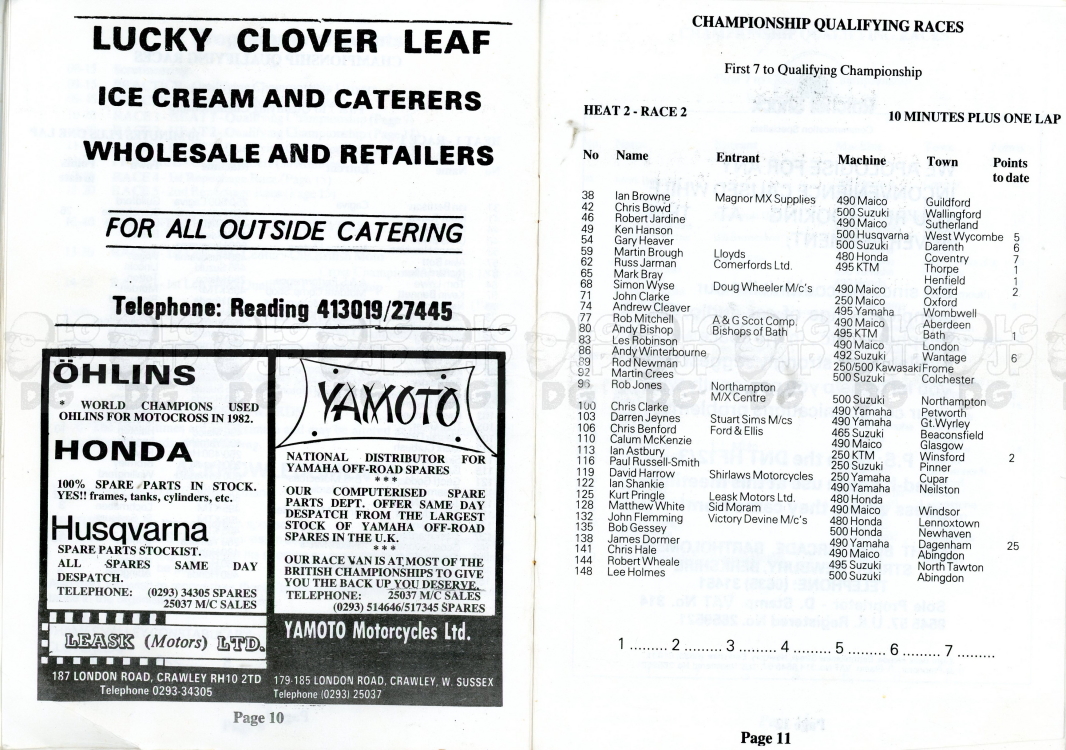 LUCKY CLOVER LEAF
ICE CREAM AND CATERERS
WHOLESALE AND RETAILERS
FOR ALL OUTSIDE CATERING
Telephone: Reading 413019/27445
ÖHLINS
* WORLD CHAMPIONS USED
OHLINS FOR MOTOCROSS IN 1982.
HONDA
100% SPARE PARTS IN STOCK.
YES!! frames, tanks, cylinders, etc.
Husqvarna
SPARE PARTS STOCKIST.
ALL SPARES SAME DAY
DESPATCH.
TELEPHONE: (0293) 34305 SPARES
25037 M/C SALES
LEASK (Motors) LTD.
187 LONDON ROAD, CRAWLEY RH10 2TD
Telephone 0293-34305
YAMOTO
NATIONAL DISTRIBUTOR FOR
YAMAHA OFF-ROAD SPARES
* * *
OUR COMPUTERISED SPARE
PARTS DEPT. OFFER SAME DAY
DESPATCH FROM THE LARGEST
STOCK OF YAMAHA OFF-ROAD
SPARES IN THE U.K.
* * *
OUR RACE VAN IS AT MOST OF THE
BRITISH CHAMPIONSHIPS TO GIVE
YOU THE BACK UP YOU DESERVE.
TELEPHONE: 25037 M/C SALES
(0293) 514646/517345 SPARES
YAMOTO Motorcycles Ltd.
179-185 LONDON ROAD, CRAWLEY, W. SUSSEX
Telephone (0293) 25037
Page 10
CHAMPIONSHIP QUALIFYING RACES
First 7 to Qualifying Championship
HEAT 2 - RACE 2 10 MINUTES PLUS ONE LAP
No Name Entrant Machine Town Points
to date
38 Ian Browne Magnor MX Supplies 490 Maico Guildford
42 Chris Bowd 500 Suzuki Wallingford
46 Robert Jardine 490 Maico Sutherland
49 Ken Hanson 500 Husqvarna West Wycombe 5
54 Gary Heaver 500 Suzuki Darenth 6
59 Martin Brough Lloyds 480 Honda Coventry 7
62 Russ Jarman Comerfords Ltd. 495 KTM Thorpe 1
65 Mark Bray Henfield 1
68 Simon Wyse Doug Wheeler M/c's 490 Maico Oxford 2
71 John Clarke 250 Maico Oxford
74 Andrew Cleaver 495 Yamaha Wombwell
77 Rob Mitchell A & G Scot Comp. 490 Maico Aberdeen
80 Andy Bishop Bishops of Bath 495 KTM Bath 1
83 Les Robinson 490 Maico London
86 Andy Winterbourne 492 Suzuki Wantage 6
89 Rod Newman 250/500 Kawasaki Frome
92 Martin Crees 500 Suzuki Colchester
96 Rob Jones Northampton
M/X Centre 500 Suzuki Northampton
100 Chris Clarke 490 Yamaha Petworth
103 Darren Jeynes Stuart Sims M/cs 490 Yamaha Gt.Wyrley
106 Chris Benford Ford & Ellis 465 Suzuki Beaconsfield
110 Calum McKenzie 490 Maico Glasgow
113 Ian Astbury 250 KTM Winsford 2
116 Paul Russell-Smith 250 Suzuki Pinner
119 David Harrow Shirlaws Motorcycles 250 Yamaha Cupar
122 Ian Shankie 490 Yamaha Neilston
125 Kurt Pringle Leask Motors Ltd. 480 Honda
128 Matthew White Sid Moram 490 Maico Windsor
132 John Flemming Victory Devine M/c's 480 Honda Lennoxtown
135 Bob Gessey 500 Honda Newhaven
138 James Dormer 490 Yamaha Dagenham 25
141 Chris Hale 490 Maico Abingdon
144 Robert Wheale 495 Suzuki North Tawton
148 Lee Holmes 500 Suzuki Abingdon
1 ......... 2 ......... 3 ......... 4 ......... 5 ......... 6 ......... 7 .........
Page 11